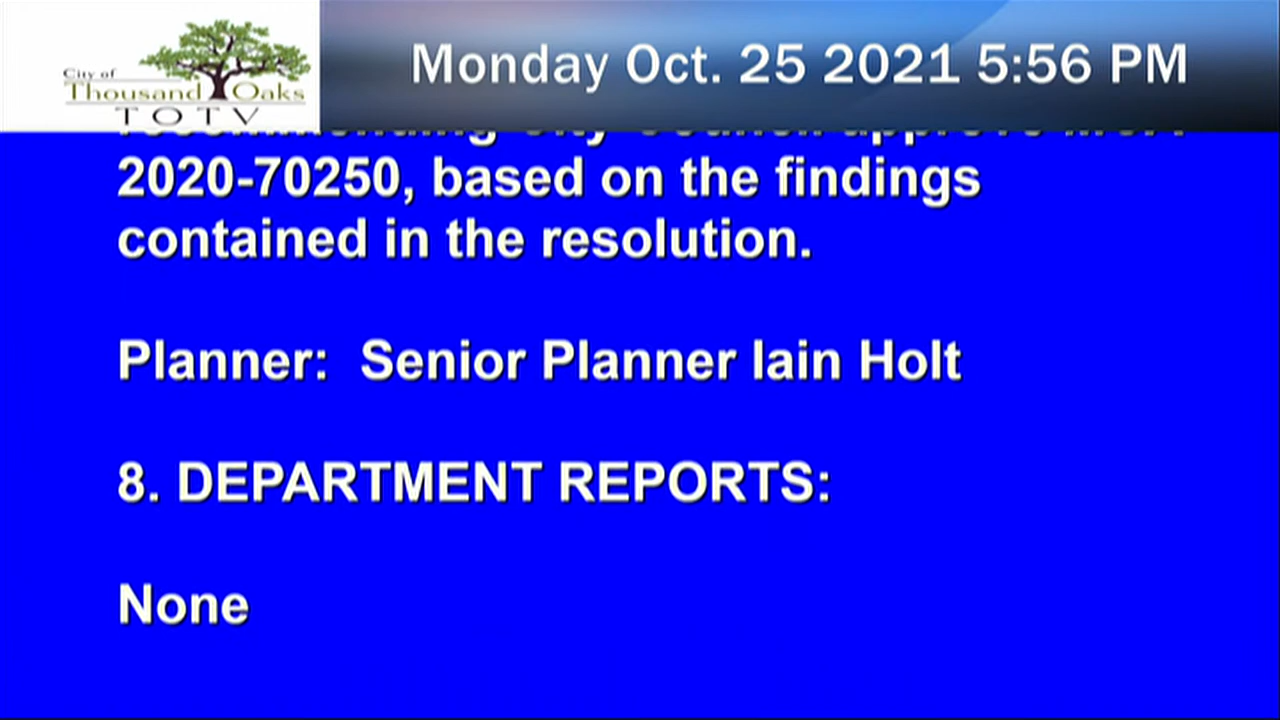 City of
Thousand Oaks
TOTV
Monday Oct. 25 2021 5:56 PM
2020-70250, based on the findings
contained in the resolution.
Planner: Senior Planner Iain Holt
8. DEPARTMENT REPORTS:
None